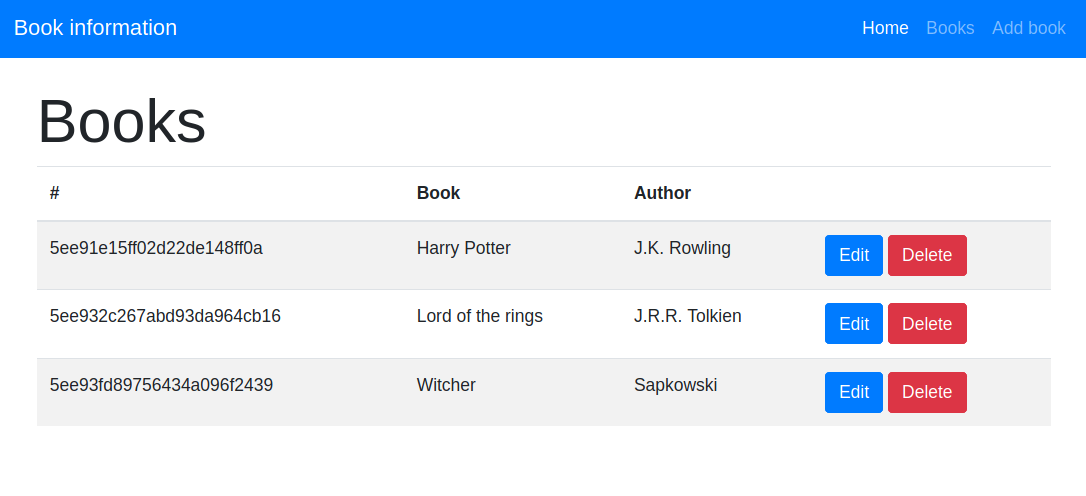 Book information Home Books Add book
Books
# Book Author
5ee91e15ff02d22de148ff0a Harry Potter J.K. Rowling Edit Delete
5ee932c267abd93da964cb16 Lord of the rings J.R.R. Tolkien Edit Delete
5ee93fd89756434a096f2439 Witcher Sapkowski Edit Delete